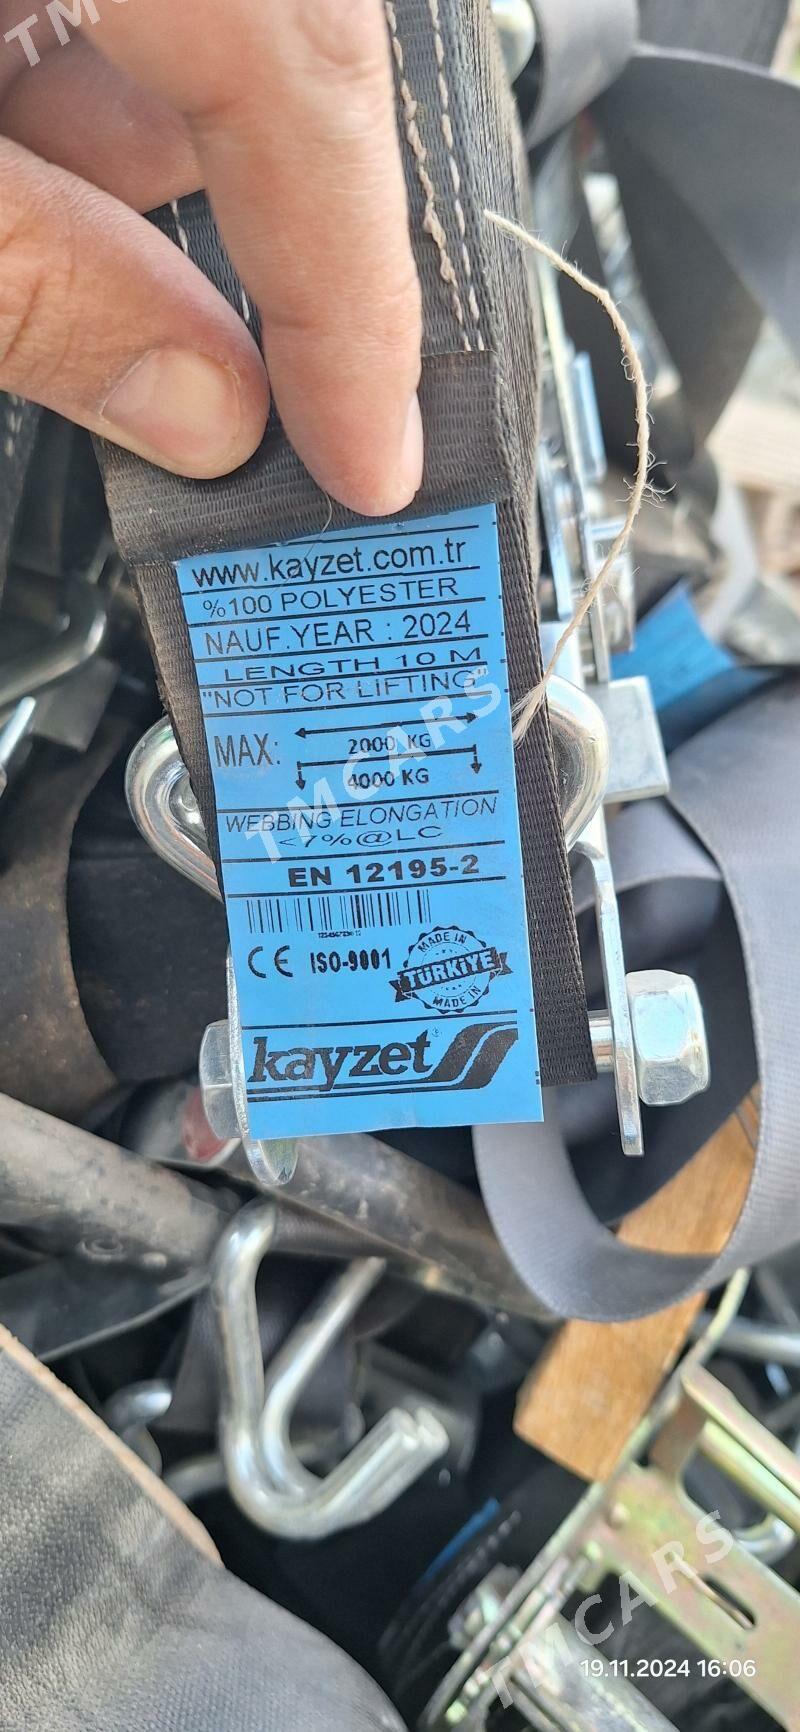 TMCARS
www.kayzet.com.tr
%100 POLYESTER
NAUF.YEAR : 2024
LENGTH 10 M
"NOT FOR LIFTING"
MAX:
2000 KG
4000 KG
WEBBING ELONGATION
<7%@LC
EN 12195-2
CE ISO-9001
MADE IN
TÜRKİYE
MADE IN
kayzet
TMCARS
TMCARS
19.11.2024 16:06